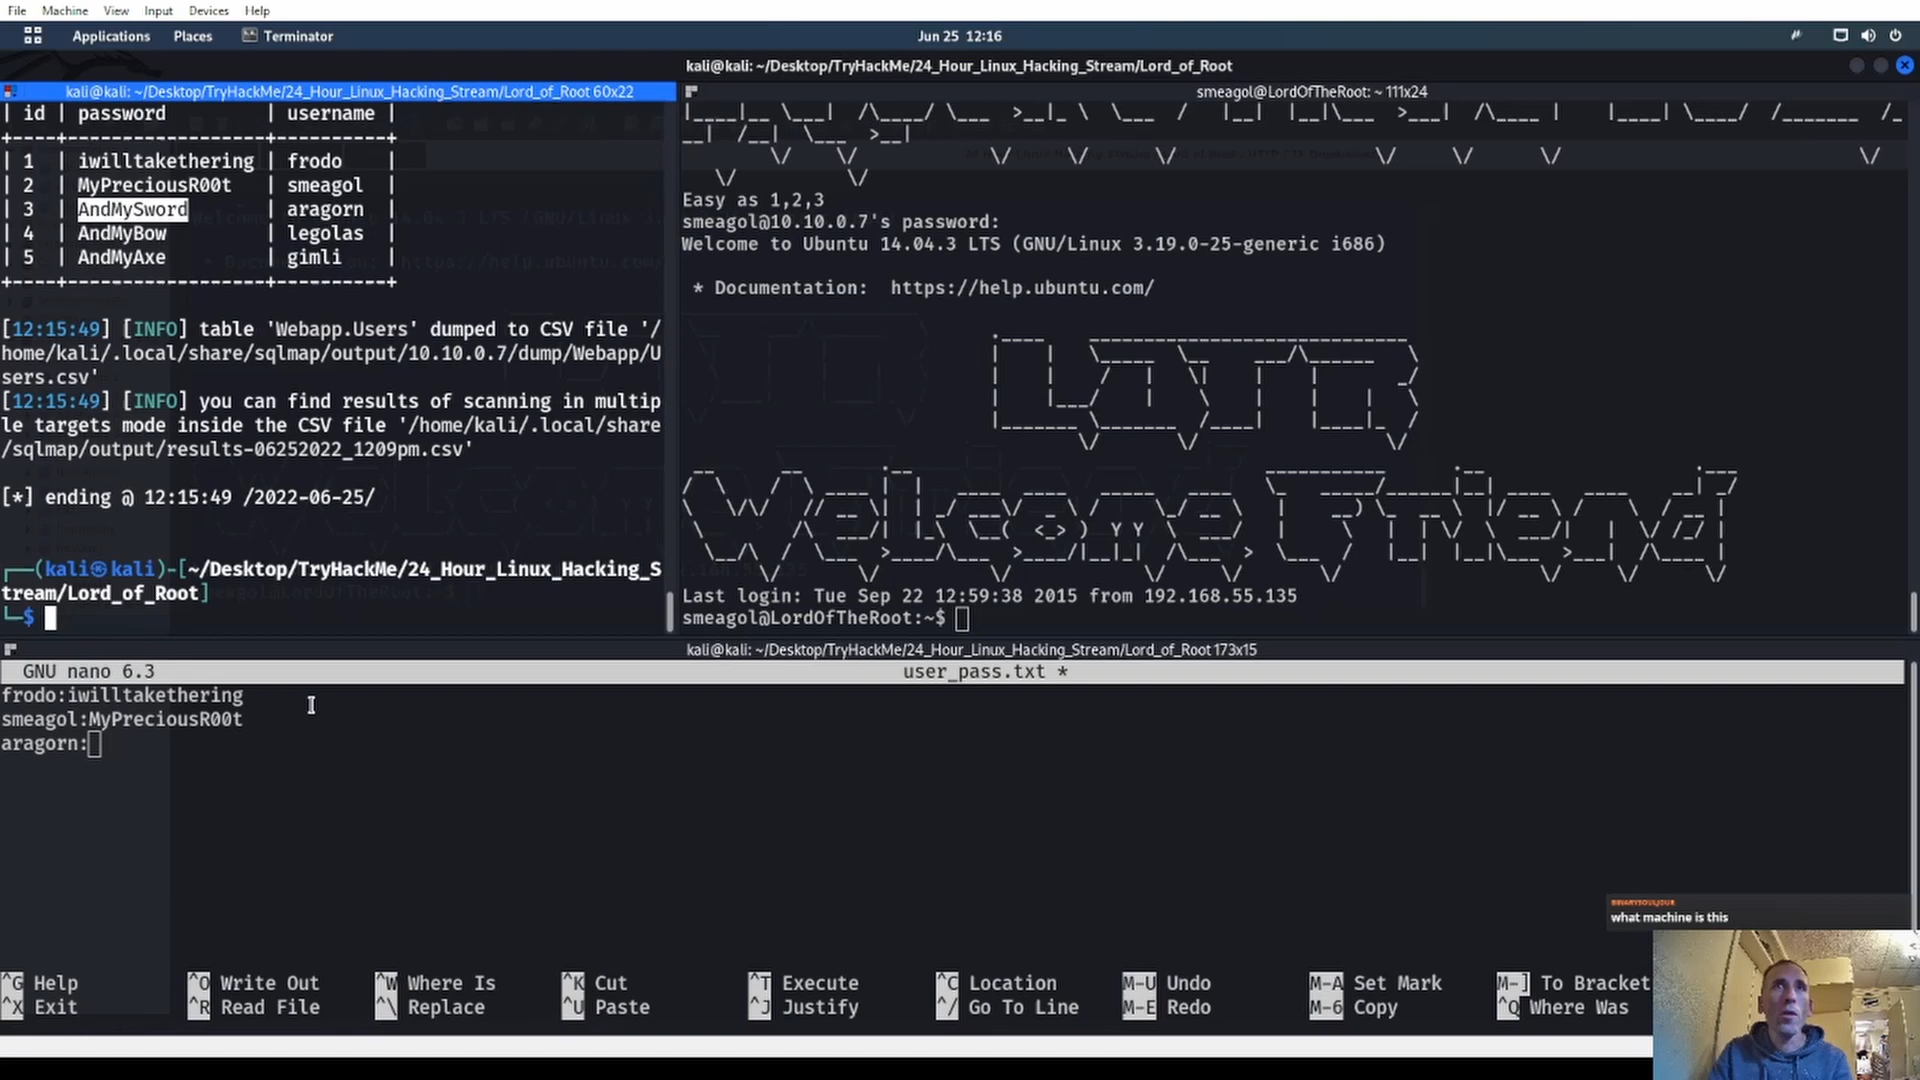 File Machine View Input Devices Help
Applications Places Terminator Jun 25 12:16
kali@kali: ~/Desktop/TryHackMe/24_Hour_Linux_Hacking_Stream/Lord_of_Root
kali@kali: ~/Desktop/TryHackMe/24_Hour_Linux_Hacking_Stream/Lord_of_Root 60x22
| id | password | username |
+----+------------------+----------+
| 1 | iwilltakethering | frodo |
| 2 | MyPreciousR00t | smeagol |
| 3 | AndMySword | aragorn |
| 4 | AndMyBow | legolas |
| 5 | AndMyAxe | gimli |
+----+------------------+----------+
[12:15:49] [INFO] table 'Webapp.Users' dumped to CSV file '/
home/kali/.local/share/sqlmap/output/10.10.0.7/dump/Webapp/U
sers.csv'
[12:15:49] [INFO] you can find results of scanning in multip
le targets mode inside the CSV file '/home/kali/.local/share
/sqlmap/output/results-06252022_1209pm.csv'
[*] ending @ 12:15:49 /2022-06-25/
┌──(kali㉿kali)-[~/Desktop/TryHackMe/24_Hour_Linux_Hacking_S
tream/Lord_of_Root]
└─$
smeagol@LordOfTheRoot: ~ 111x24
Easy as 1,2,3
smeagol@10.10.0.7's password:
Welcome to Ubuntu 14.04.3 LTS (GNU/Linux 3.19.0-25-generic i686)
* Documentation: https://help.ubuntu.com/
LOTR
Welcome Friend
Last login: Tue Sep 22 12:59:38 2015 from 192.168.55.135
smeagol@LordOfTheRoot:~$
kali@kali: ~/Desktop/TryHackMe/24_Hour_Linux_Hacking_Stream/Lord_of_Root 173x15
GNU nano 6.3 user_pass.txt *
frodo:iwilltakethering
smeagol:MyPreciousR00t
aragorn:
what machine is this
^G Help ^O Write Out ^W Where Is ^K Cut ^T Execute ^C Location M-U Undo M-A Set Mark M-] To Bracket
^X Exit ^R Read File ^\ Replace ^U Paste ^J Justify ^/ Go To Line M-E Redo M-6 Copy ^Q Where Was